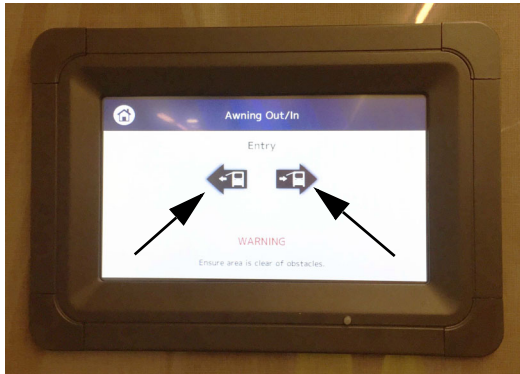 Awning Out/In
Entry
WARNING
Ensure area is clear of obstacles.